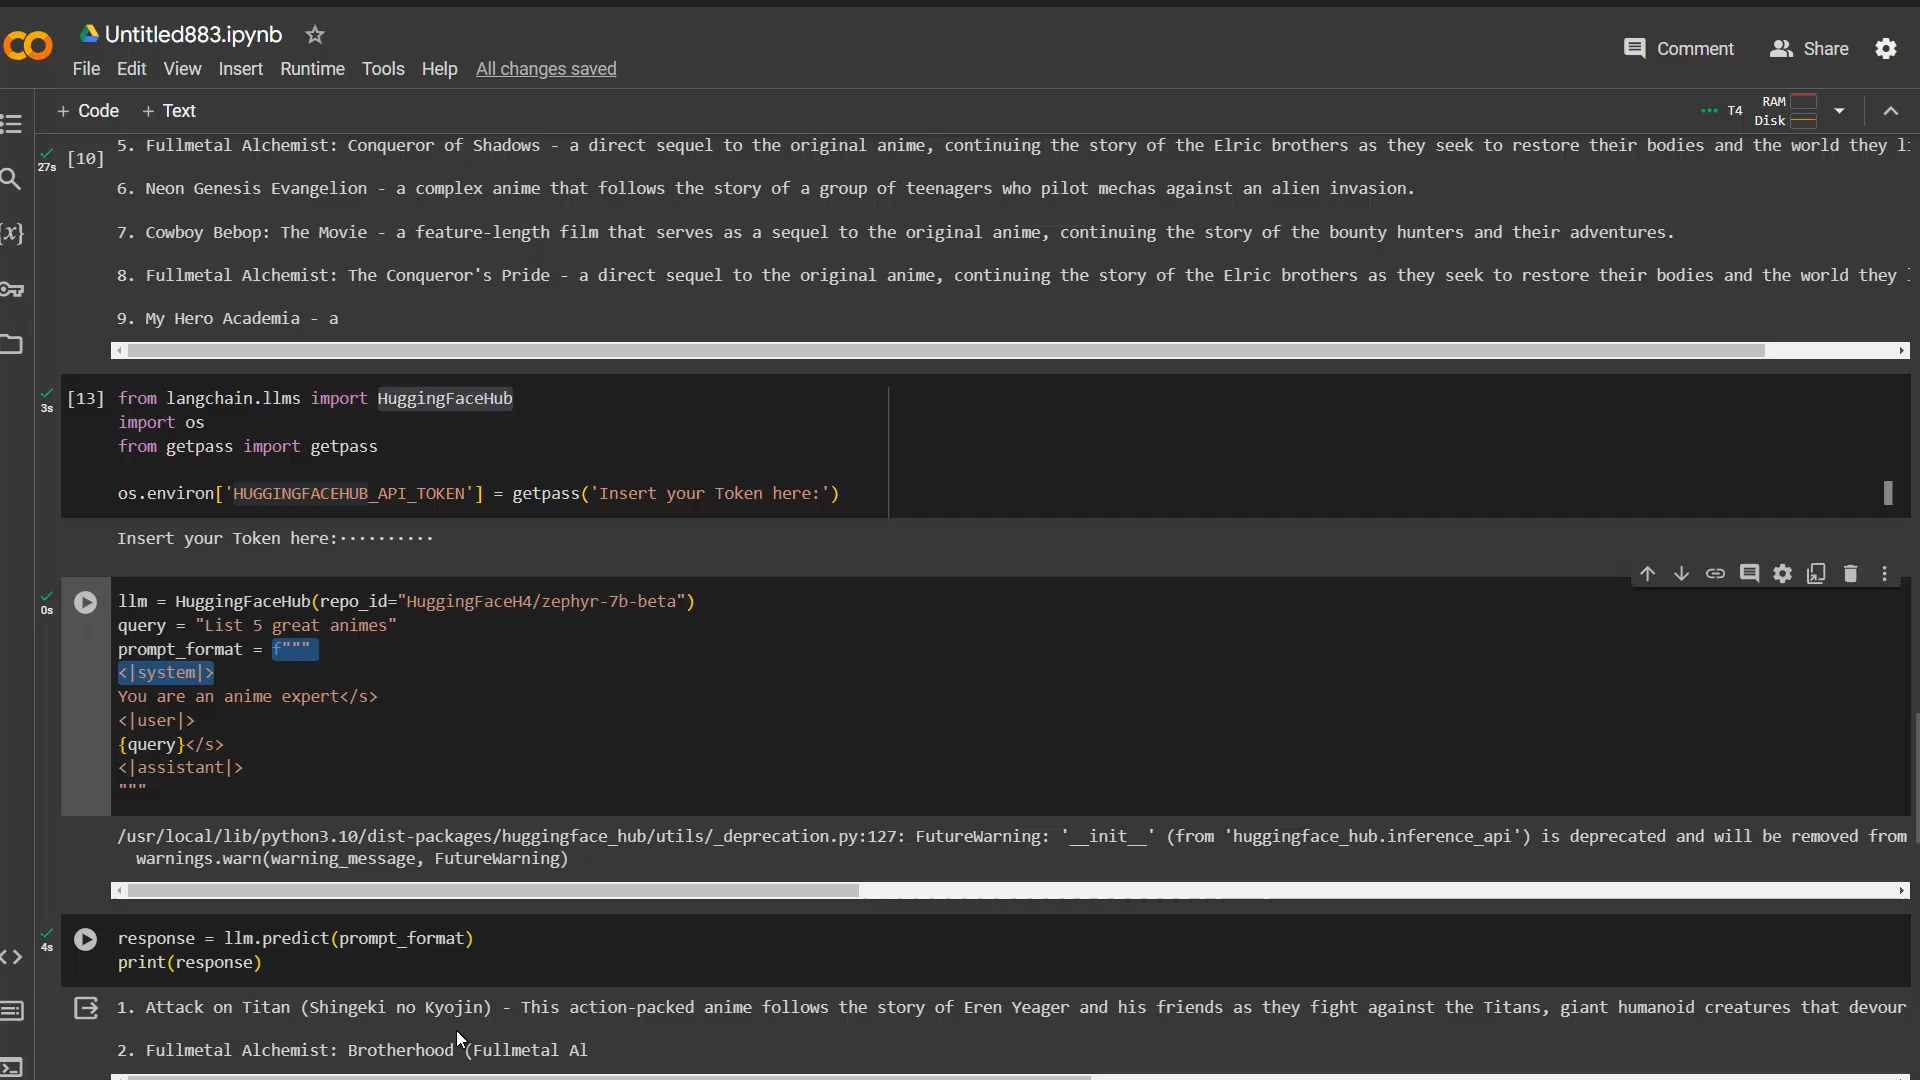 Untitled883.ipynb
File Edit View Insert Runtime Tools Help All changes saved
Comment Share
+ Code + Text
T4 RAM Disk
27s [10] 5. Fullmetal Alchemist: Conqueror of Shadows - a direct sequel to the original anime, continuing the story of the Elric brothers as they seek to restore their bodies and the world they
6. Neon Genesis Evangelion - a complex anime that follows the story of a group of teenagers who pilot mechas against an alien invasion.
7. Cowboy Bebop: The Movie - a feature-length film that serves as a sequel to the original anime, continuing the story of the bounty hunters and their adventures.
8. Fullmetal Alchemist: The Conqueror's Pride - a direct sequel to the original anime, continuing the story of the Elric brothers as they seek to restore their bodies and the world they
9. My Hero Academia - a
{x}
3s [13] from langchain.llms import HuggingFaceHub
import os
from getpass import getpass
os.environ['HUGGINGFACEHUB_API_TOKEN'] = getpass('Insert your Token here:')
Insert your Token here:··········
0s llm = HuggingFaceHub(repo_id="HuggingFaceH4/zephyr-7b-beta")
query = "List 5 great animes"
prompt_format = f"""
<|system|>
You are an anime expert</s>
<|user|>
{query}</s>
<|assistant|>
"""
/usr/local/lib/python3.10/dist-packages/huggingface_hub/utils/_deprecation.py:127: FutureWarning: '__init__' (from 'huggingface_hub.inference_api') is deprecated and will be removed from
warnings.warn(warning_message, FutureWarning)
4s response = llm.predict(prompt_format)
print(response)
1. Attack on Titan (Shingeki no Kyojin) - This action-packed anime follows the story of Eren Yeager and his friends as they fight against the Titans, giant humanoid creatures that devour
2. Fullmetal Alchemist: Brotherhood (Fullmetal Al